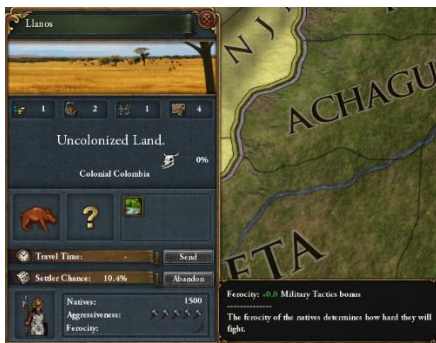 Llanos
1 2 1 4
Uncolonized Land.
0%
Colonial Colombia
?
Travel Time: - Send
Settler Chance: 10.4% Abandon
Natives: 1500
Aggressiveness:
Ferocity:
NJ
ACHAGU
ETA
Ferocity: +0.0 Military Tactics bonus
--------------
The ferocity of the natives determines how hard they will
fight.